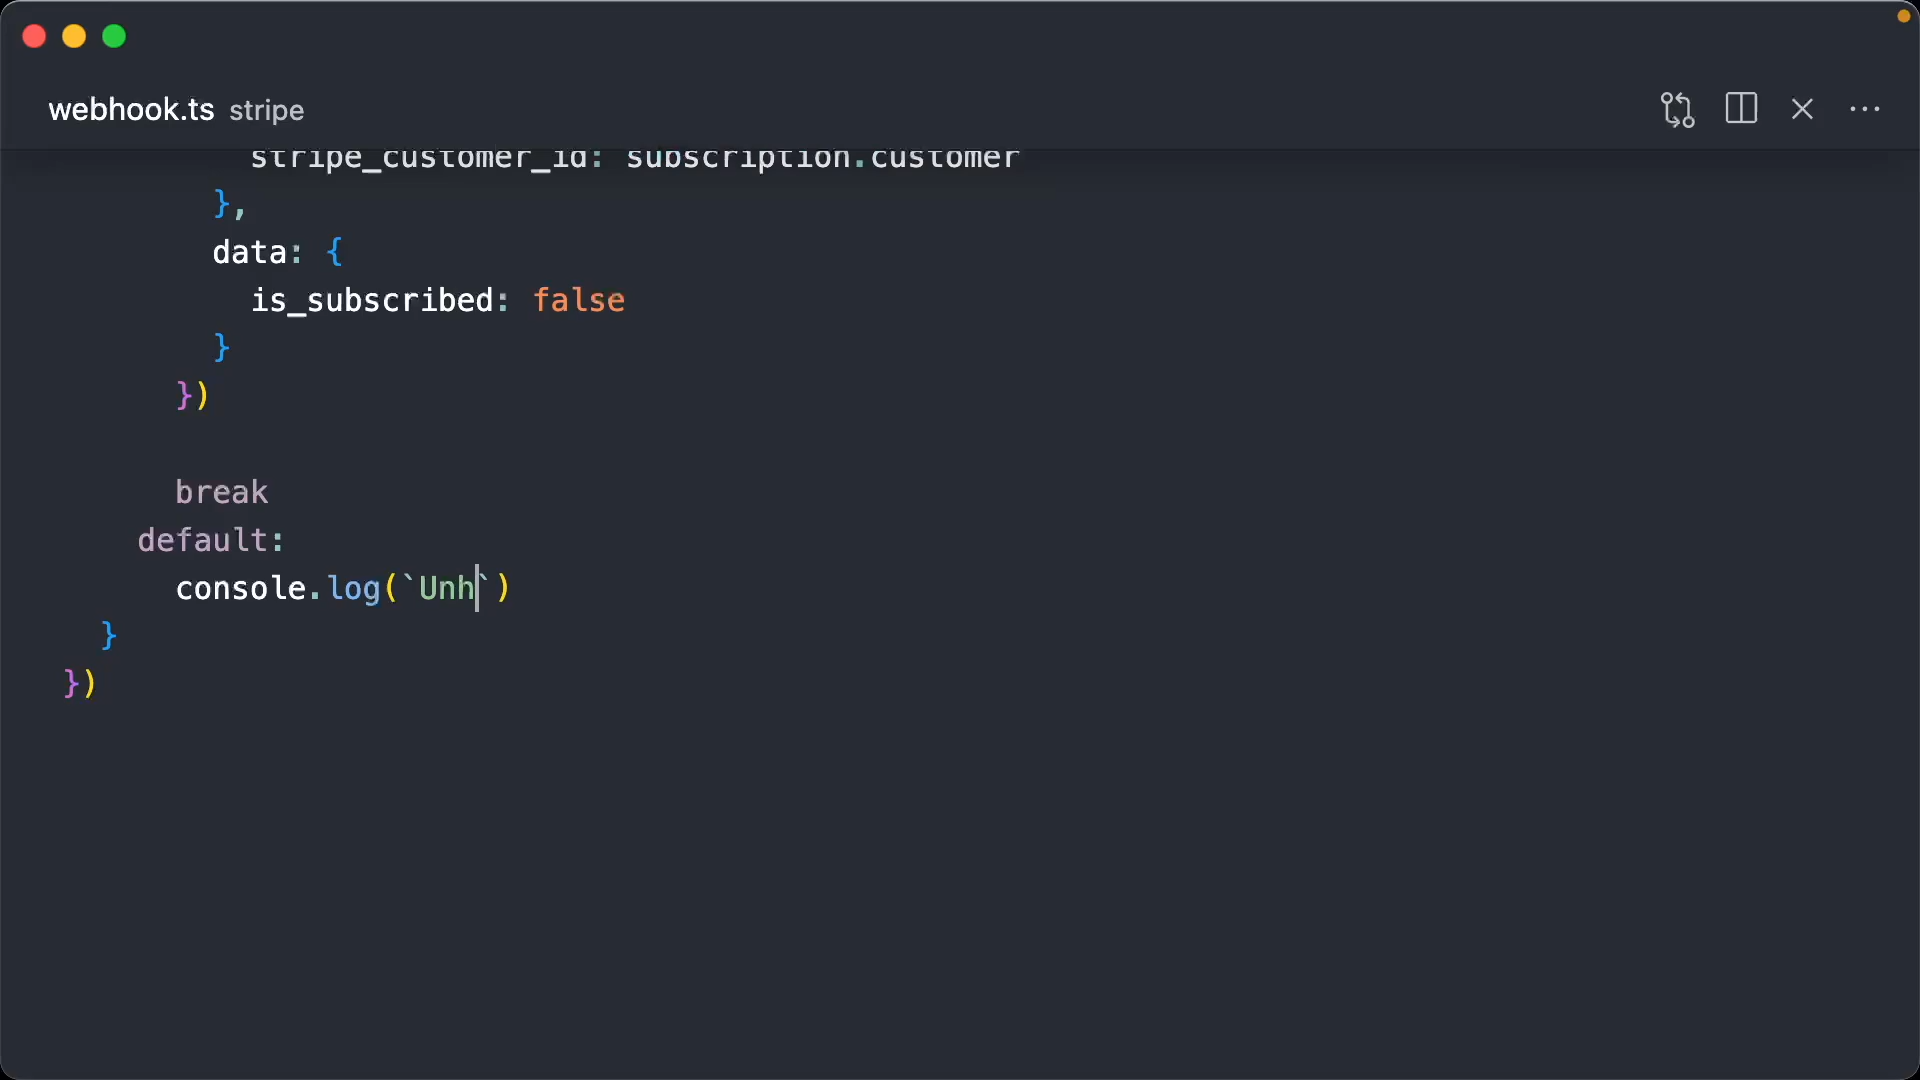 webhook.ts stripe
stripe_customer_id: subscription.customer
},
data: {
is_subscribed: false
}
})
break
default:
console.log(`Unh`)
}
})